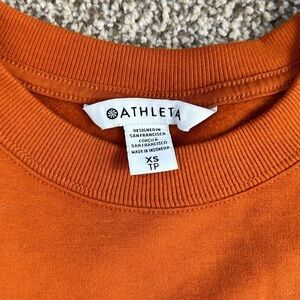 ATHLETA
DESIGNED IN
SAN FRANCISCO
CONÇU À
SAN FRANCISCO
MADE IN INDONESIA
XS
TP